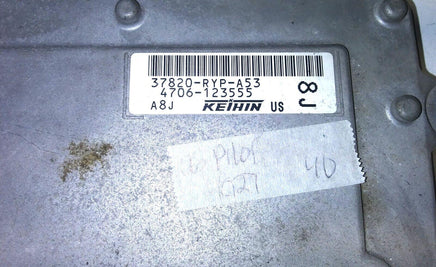 37820-RYP-A53
4706-123555
A8J KEIHIN US
8J
Pilot 40